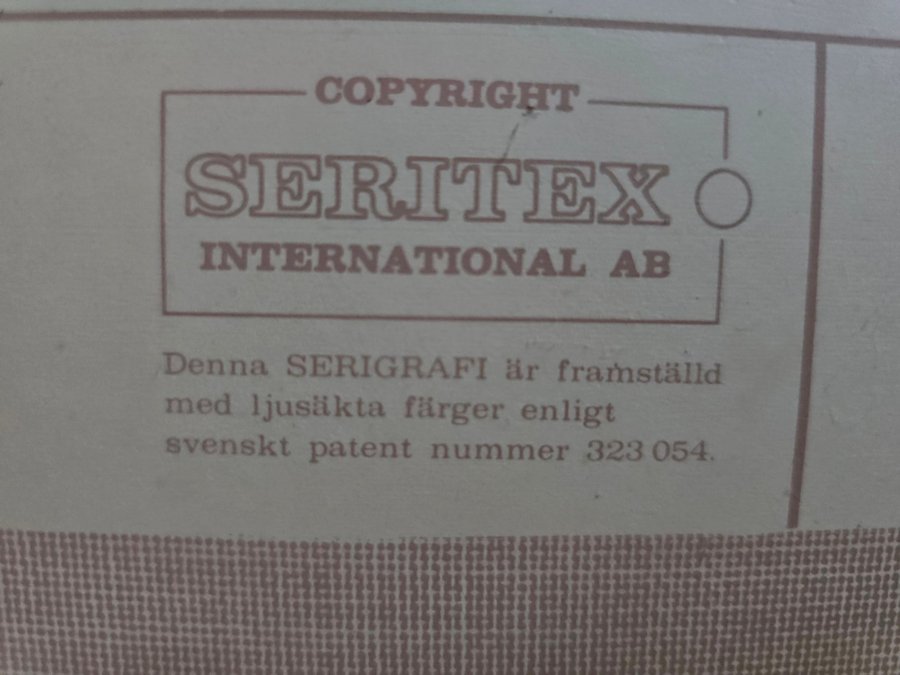 COPYRIGHT
SERITEX
INTERNATIONAL AB
Denna SERIGRAFI är framställd
med ljusäkta färger enligt
svenskt patent nummer 323 054.